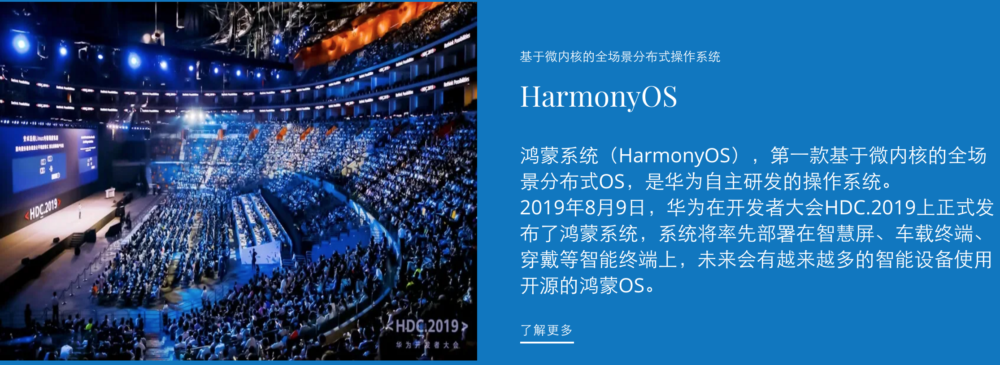 基于微内核的全场景分布式操作系统
HarmonyOS
鸿蒙系统（HarmonyOS），第一款基于微内核的全场
景分布式OS，是华为自主研发的操作系统。
2019年8月9日，华为在开发者大会HDC.2019上正式发
布了鸿蒙系统，系统将率先部署在智慧屏、车载终端、
穿戴等智能终端上，未来会有越来越多的智能设备使用
开源的鸿蒙OS。
了解更多
Rethink Possibilities
HDC.2019
Rethink Possibilities
<HDC.2019>
<HDC.2019>
华为开发者大会